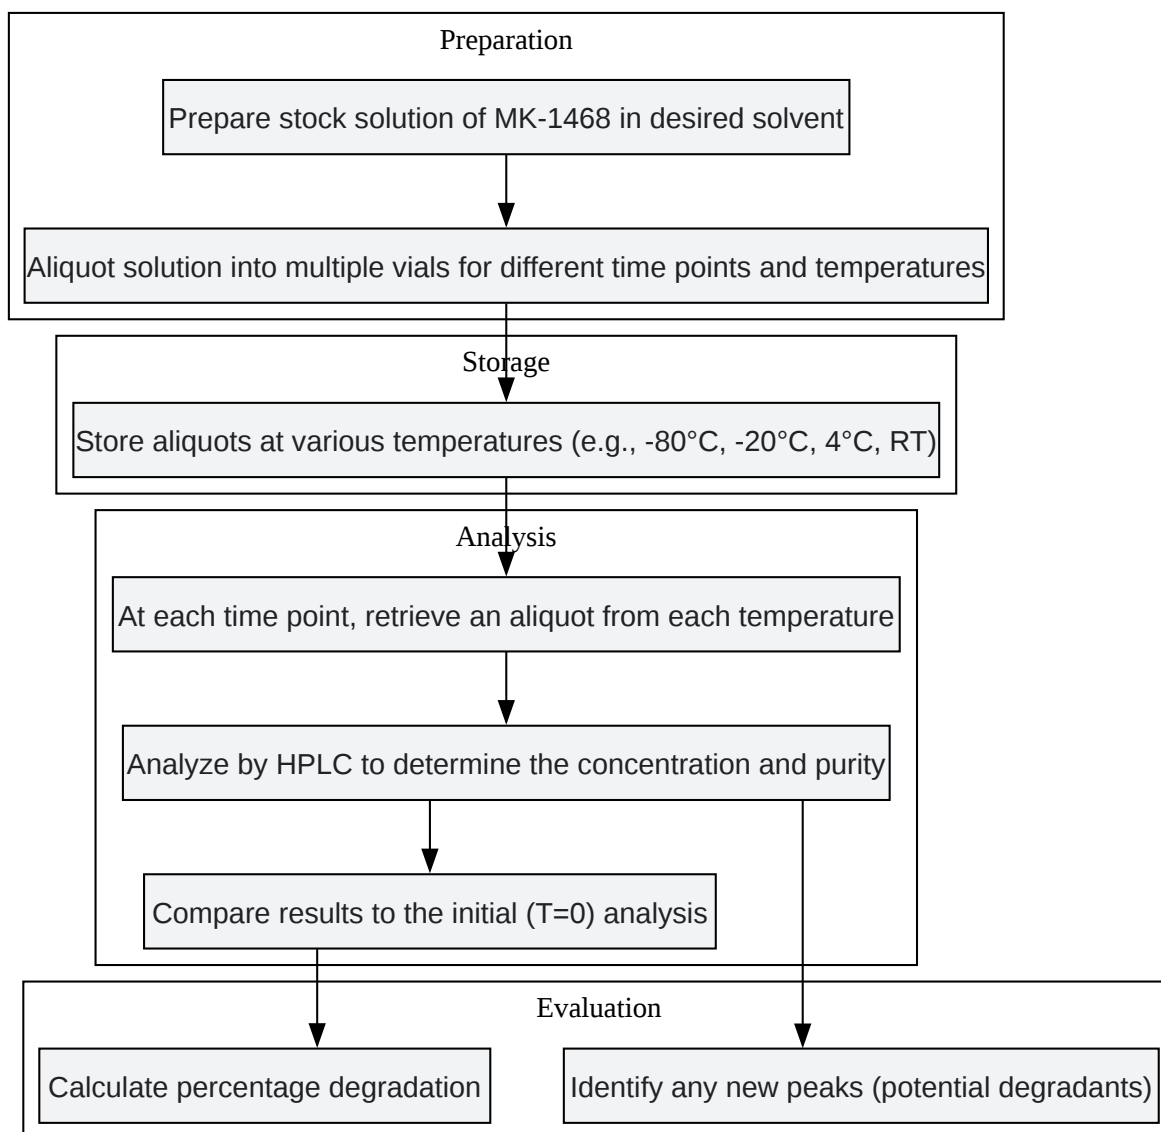 Preparation
Prepare stock solution of MK-1468 in desired solvent
Aliquot solution into multiple vials for different time points and temperatures
Storage
Store aliquots at various temperatures (e.g., -80°C, -20°C, 4°C, RT)
Analysis
At each time point, retrieve an aliquot from each temperature
Analyze by HPLC to determine the concentration and purity
Compare results to the initial (T=0) analysis
Evaluation
Calculate percentage degradation
Identify any new peaks (potential degradants)